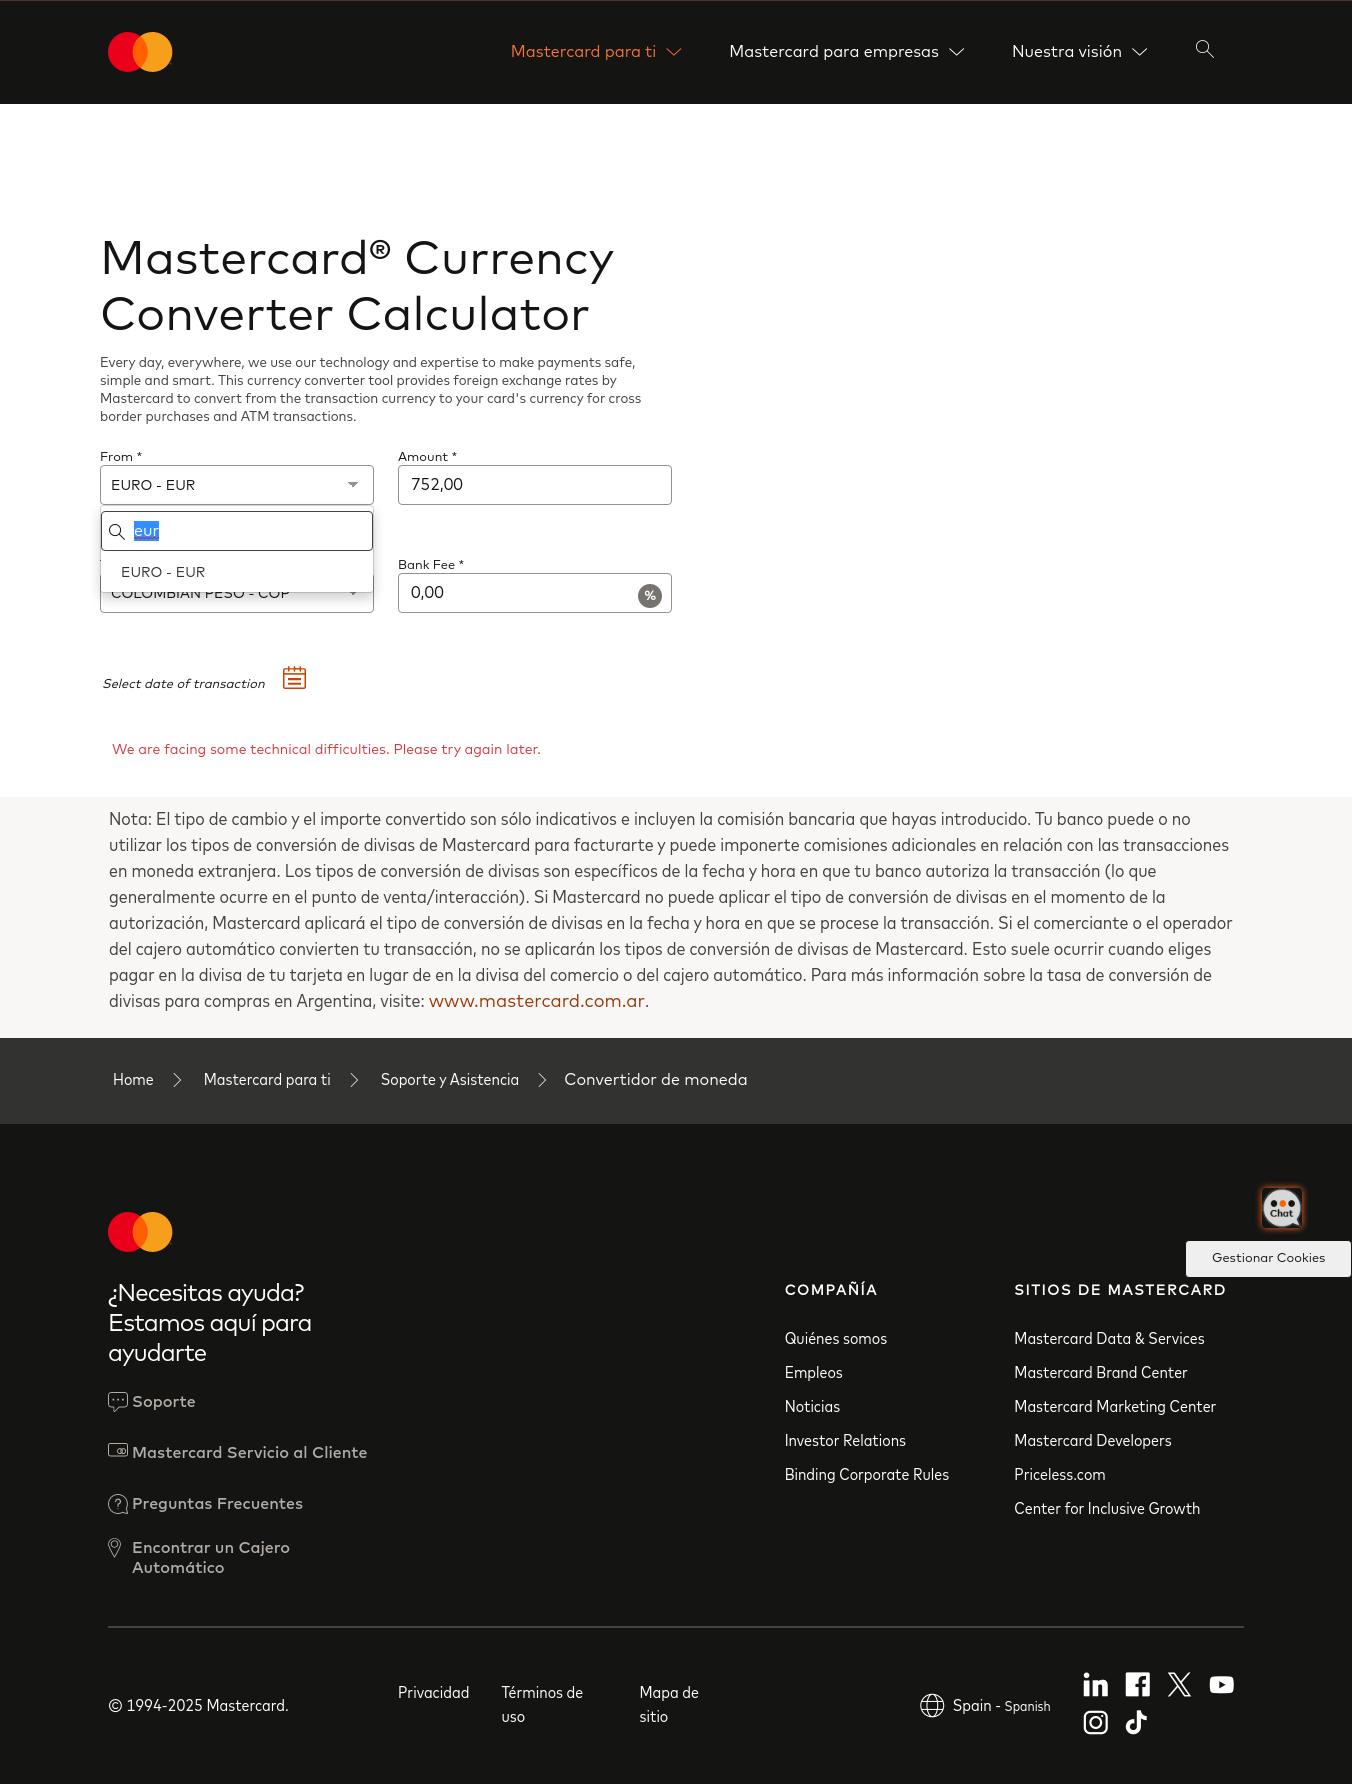 Mastercard para ti
Mastercard para empresas
Nuestra visión
Mastercard® Currency
Converter Calculator
Every day, everywhere, we use our technology and expertise to make payments safe,
simple and smart. This currency converter tool provides foreign exchange rates by
Mastercard to convert from the transaction currency to your card's currency for cross
border purchases and ATM transactions.
From *
Amount *
EURO - EUR
752,00
eur
EURO - EUR
Bank Fee *
COLOMBIAN PESO - COP
0,00
%
Select date of transaction
We are facing some technical difficulties. Please try again later.
Nota: El tipo de cambio y el importe convertido son sólo indicativos e incluyen la comisión bancaria que hayas introducido. Tu banco puede o no
utilizar los tipos de conversión de divisas de Mastercard para facturarte y puede imponerte comisiones adicionales en relación con las transacciones
en moneda extranjera. Los tipos de conversión de divisas son específicos de la fecha y hora en que tu banco autoriza la transacción (lo que
generalmente ocurre en el punto de venta/interacción). Si Mastercard no puede aplicar el tipo de conversión de divisas en el momento de la
autorización, Mastercard aplicará el tipo de conversión de divisas en la fecha y hora en que se procese la transacción. Si el comerciante o el operador
del cajero automático convierten tu transacción, no se aplicarán los tipos de conversión de divisas de Mastercard. Esto suele ocurrir cuando eliges
pagar en la divisa de tu tarjeta en lugar de en la divisa del comercio o del cajero automático. Para más información sobre la tasa de conversión de
divisas para compras en Argentina, visite: www.mastercard.com.ar.
Home
Mastercard para ti
Soporte y Asistencia
Convertidor de moneda
Chat
Gestionar Cookies
¿Necesitas ayuda?
Estamos aquí para
ayudarte
Soporte
Mastercard Servicio al Cliente
Preguntas Frecuentes
Encontrar un Cajero
Automático
COMPAÑÍA
Quiénes somos
Empleos
Noticias
Investor Relations
Binding Corporate Rules
SITIOS DE MASTERCARD
Mastercard Data & Services
Mastercard Brand Center
Mastercard Marketing Center
Mastercard Developers
Priceless.com
Center for Inclusive Growth
© 1994-2025 Mastercard.
Privacidad
Términos de
uso
Mapa de
sitio
Spain - Spanish